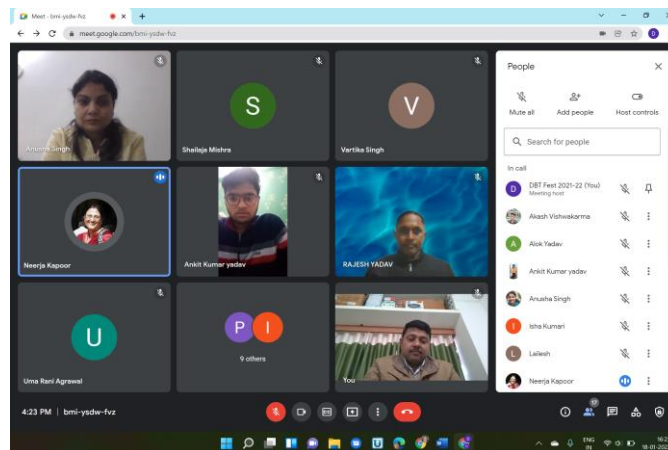 Meet - bmi-ysdw-fvz
meet.google.com/bmi-ysdw-fvz
Anusha Singh
S
Shailaja Mishra
V
Vartika Singh
Neerja Kapoor
Ankit Kumar yadav
RAJESH YADAV
U
Uma Rani Agrawal
P I
9 others
You
People
Mute all
Add people
Host controls
Search for people
In call
D
DBT Fest 2021-22 (You)
Meeting host
Akash Vishwakarma
A
Alok Yadav
Ankit Kumar yadav
Anusha Singh
I
Isha Kumari
L
Neerja Kapoor
4:23 PM | bmi-ysdw-fvz
17
ENG
IN